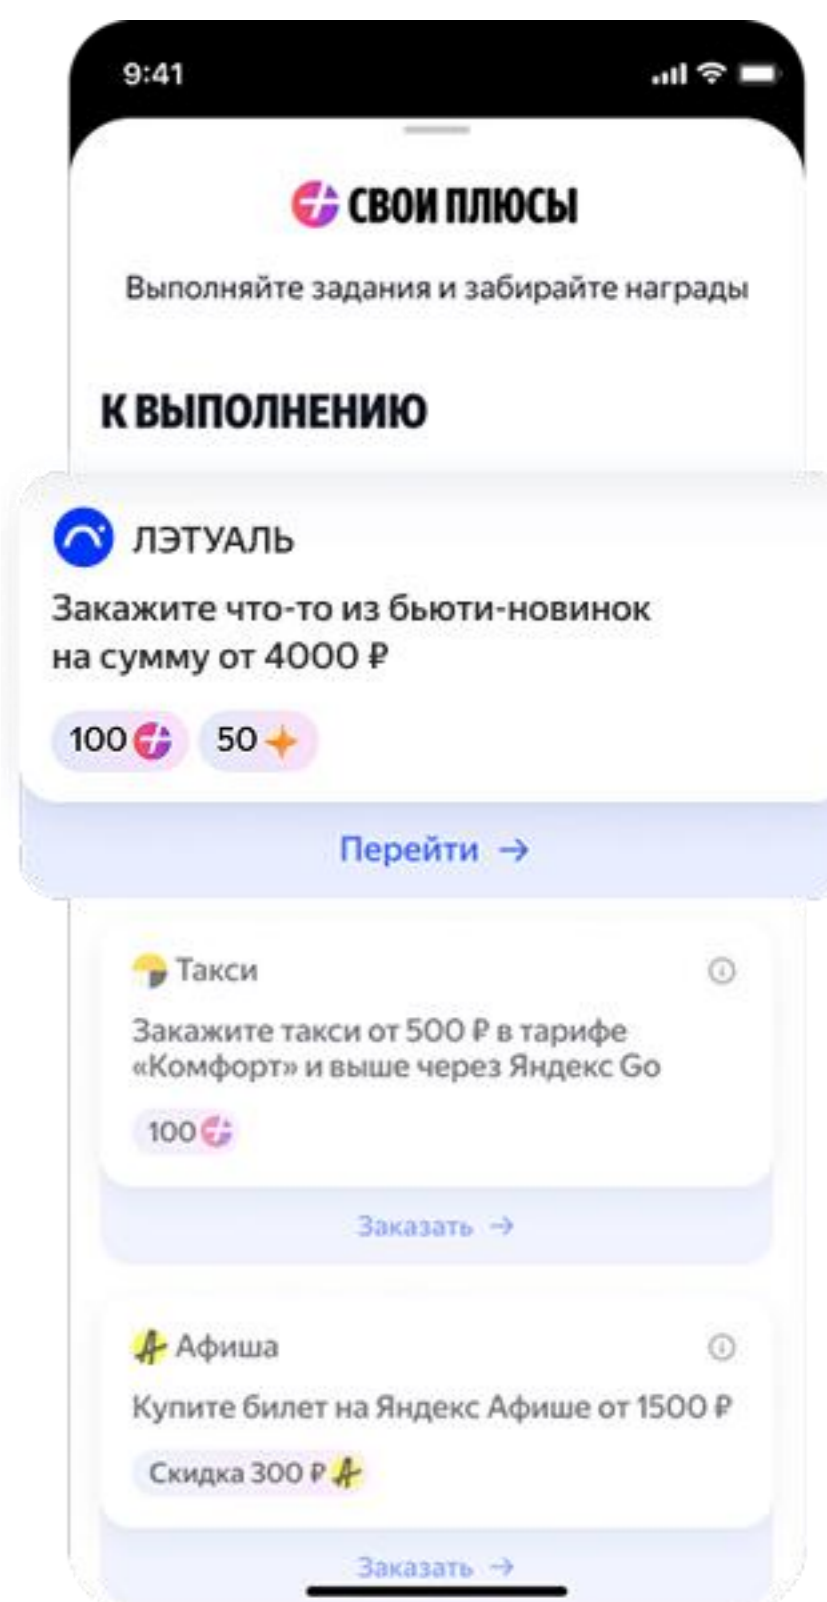 9:41
СВОИ ПЛЮСЫ
Выполняйте задания и забирайте награды
К ВЫПОЛНЕНИЮ
ЛЭТУАЛЬ
Закажите что-то из бьюти-новинок
на сумму от 4000 ₽
100 50
Перейти →
Такси
Закажите такси от 500 ₽ в тарифе
«Комфорт» и выше через Яндекс Go
100
Заказать →
Афиша
Купите билет на Яндекс Афише от 1500 ₽
Скидка 300 ₽
Заказать →